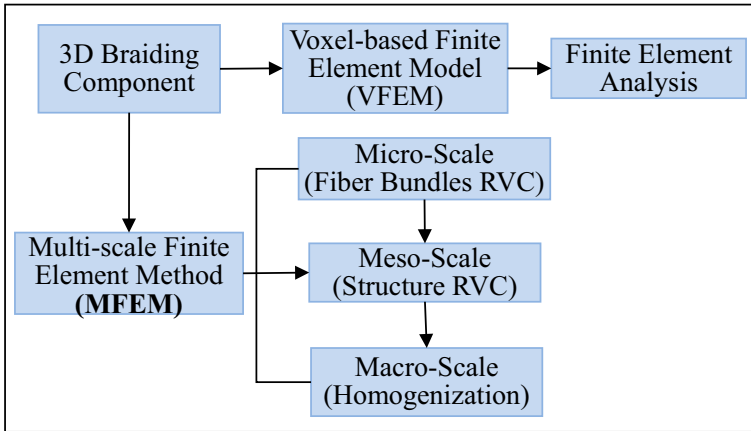 3D Braiding
Component
Voxel-based Finite
Element Model
(VFEM)
Finite Element
Analysis
Micro-Scale
(Fiber Bundles RVC)
Multi-scale Finite
Element Method
(MFEM)
Meso-Scale
(Structure RVC)
Macro-Scale
(Homogenization)